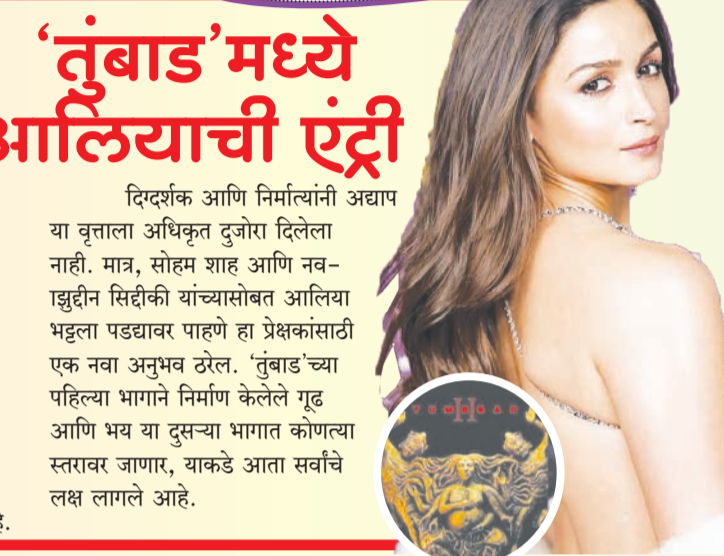 ‘तुंबाड’मध्ये
आलियाची एंट्री
दिग्दर्शक आणि निर्मात्यांनी अद्याप
या वृत्ताला अधिकृत दुजोरा दिलेला
नाही. मात्र, सोहम शाह आणि नव-
झुद्दीन सिद्दीकी यांच्यासोबत आलिया
भट्टला पडद्यावर पाहणे हा प्रेक्षकांसाठी
एक नवा अनुभव ठरेल. ‘तुंबाड’च्या
पहिल्या भागाने निर्माण केलेले गूढ
आणि भय या दुसऱ्या भागात कोणत्या
स्तरावर जाणार, याकडे आता सर्वांचे
लक्ष लागले आहे.
TUMBBAD